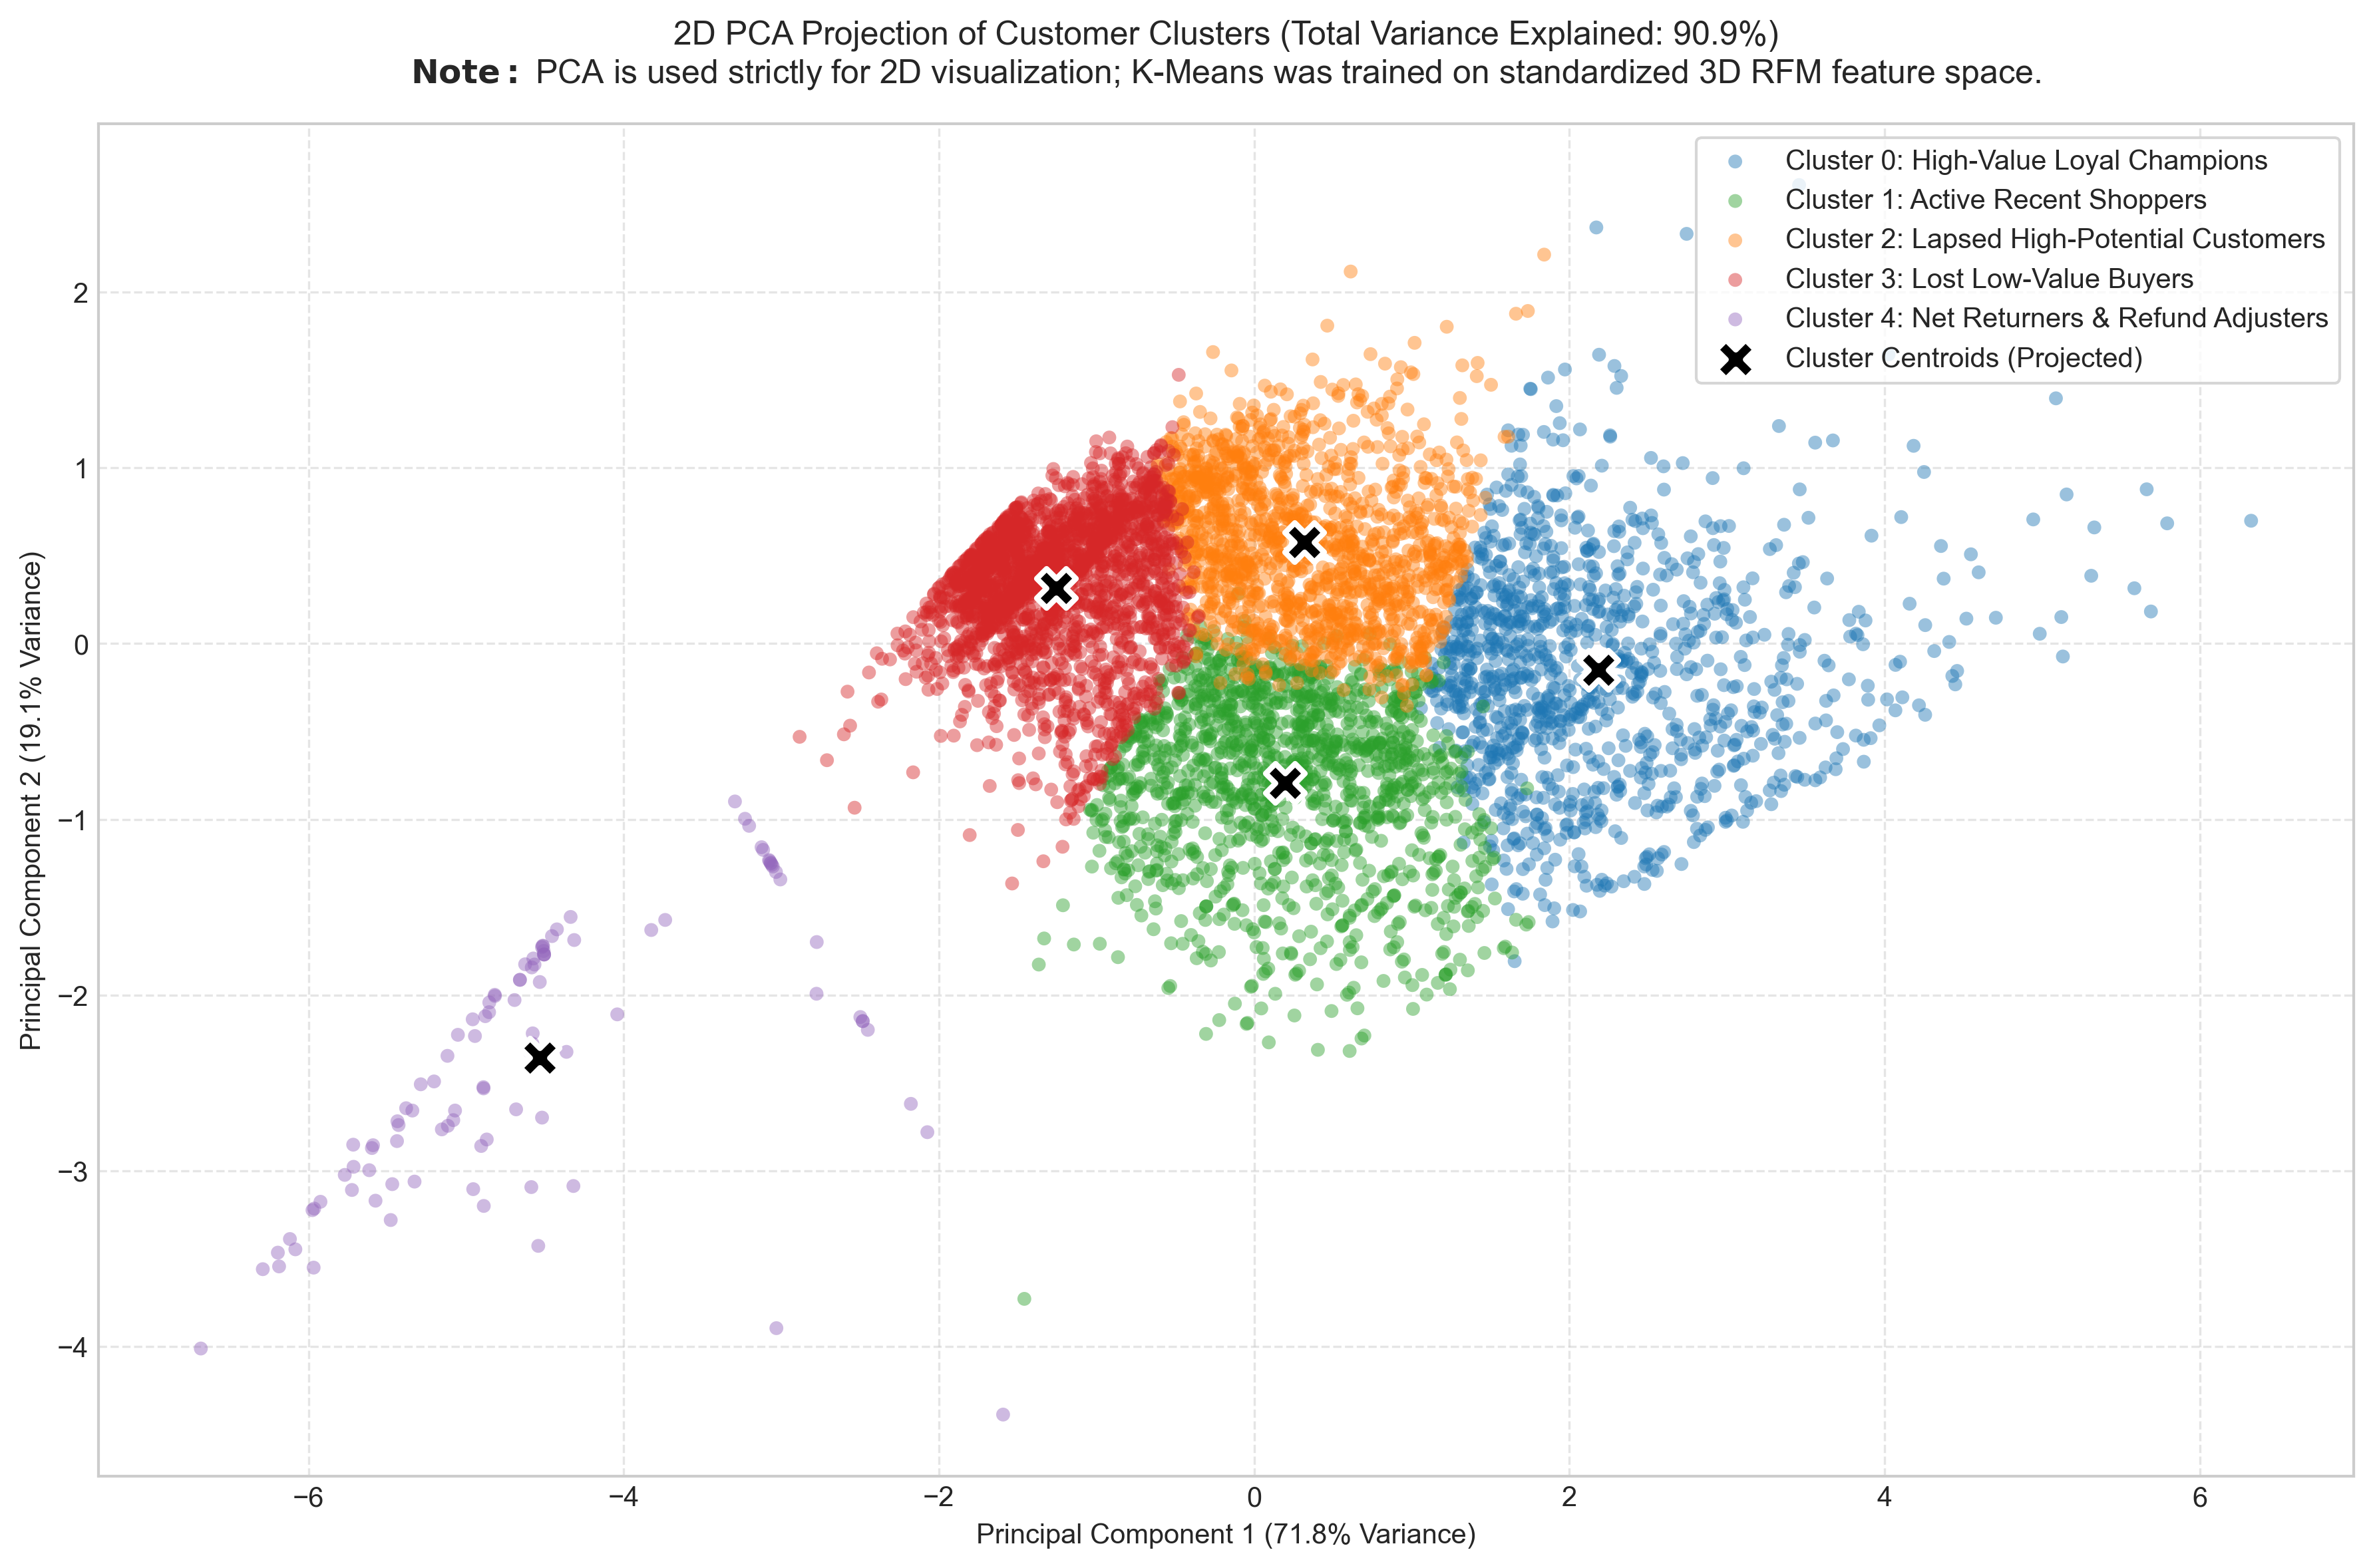 2D PCA Projection of Customer Clusters (Total Variance Explained: 90.9%)
Note: PCA is used strictly for 2D visualization; K-Means was trained on standardized 3D RFM feature space.
Cluster 0: High-Value Loyal Champions
Cluster 1: Active Recent Shoppers
Cluster 2: Lapsed High-Potential Customers
Cluster 3: Lost Low-Value Buyers
Cluster 4: Net Returners & Refund Adjusters
Cluster Centroids (Projected)
Principal Component 2 (19.1% Variance)
2
1
0
−1
−2
−3
−4
−6 −4 −2 0 2 4 6
Principal Component 1 (71.8% Variance)